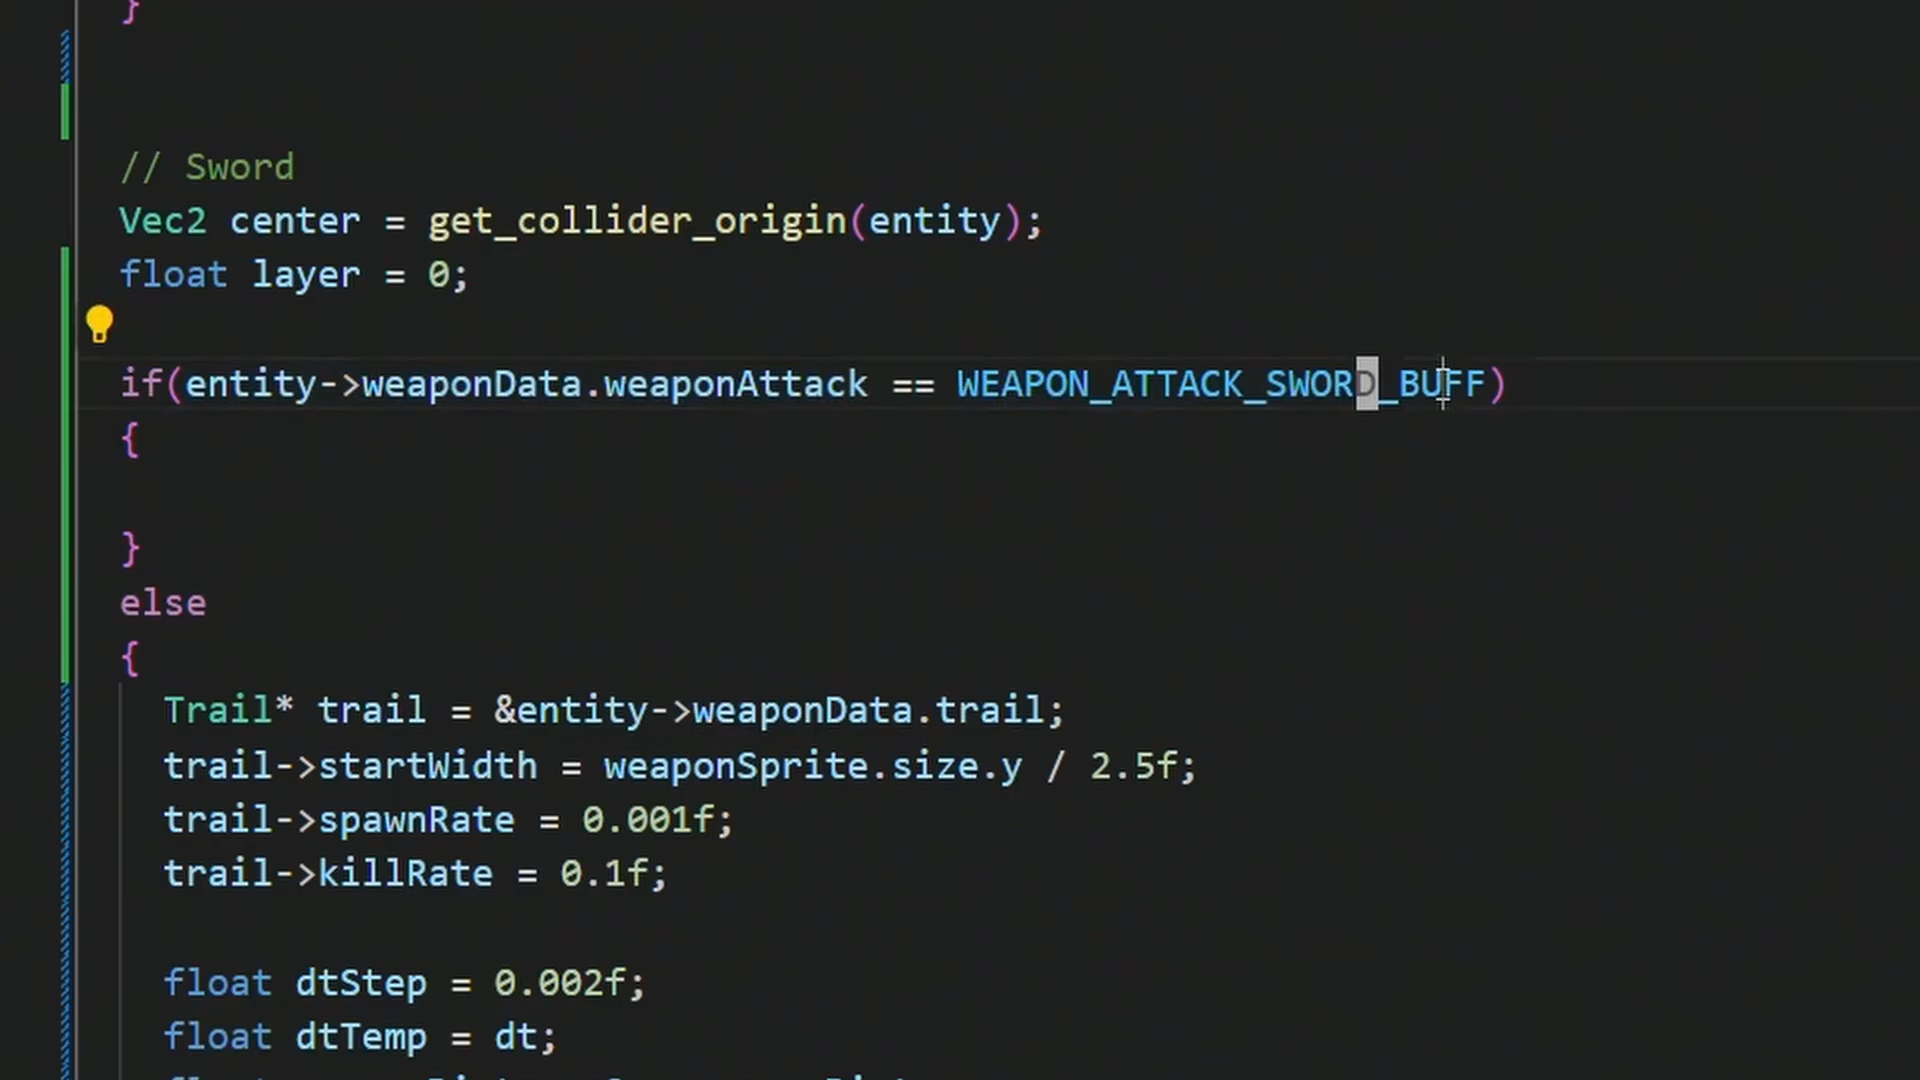 }
// Sword
Vec2 center = get_collider_origin(entity);
float layer = 0;
if(entity->weaponData.weaponAttack == WEAPON_ATTACK_SWORD_BUFF)
{
}
else
{
Trail* trail = &entity->weaponData.trail;
trail->startWidth = weaponSprite.size.y / 2.5f;
trail->spawnRate = 0.001f;
trail->killRate = 0.1f;
float dtStep = 0.002f;
float dtTemp = dt;